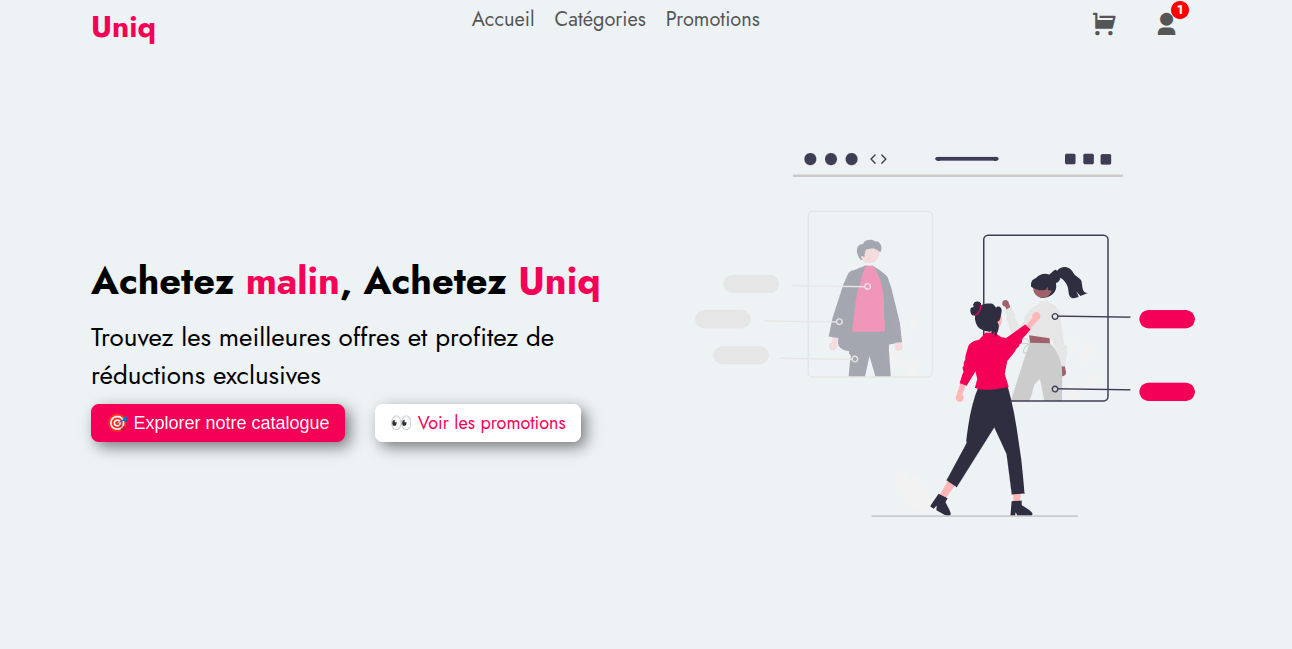 Uniq
Accueil Catégories Promotions
1
Achetez malin, Achetez Uniq
Trouvez les meilleures offres et profitez de
réductions exclusives
🎯 Explorer notre catalogue
👀 Voir les promotions